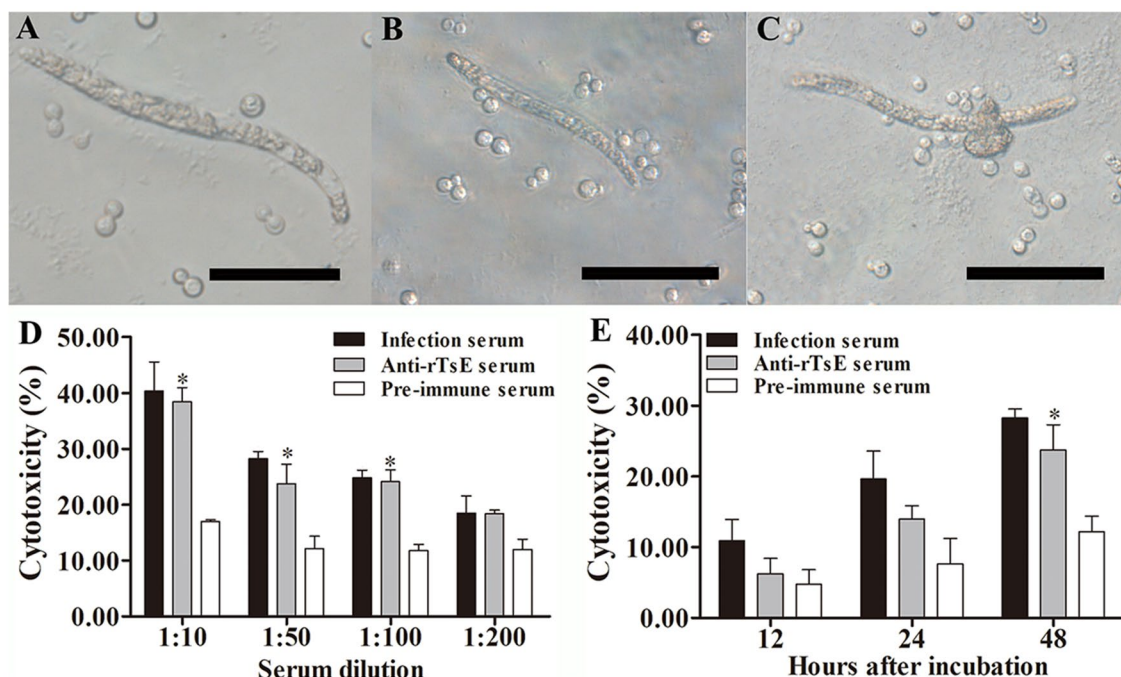 A
B
C
D
Cytotoxicity (%)
50.00
40.00
30.00
20.00
10.00
0.00
Infection serum
Anti-rTsE serum
Pre-immune serum
*
*
*
1:10 1:50 1:100 1:200
Serum dilution
E
Cytotoxicity (%)
40.00
30.00
20.00
10.00
0.00
Infection serum
Anti-rTsE serum
Pre-immune serum
*
12 24 48
Hours after incubation